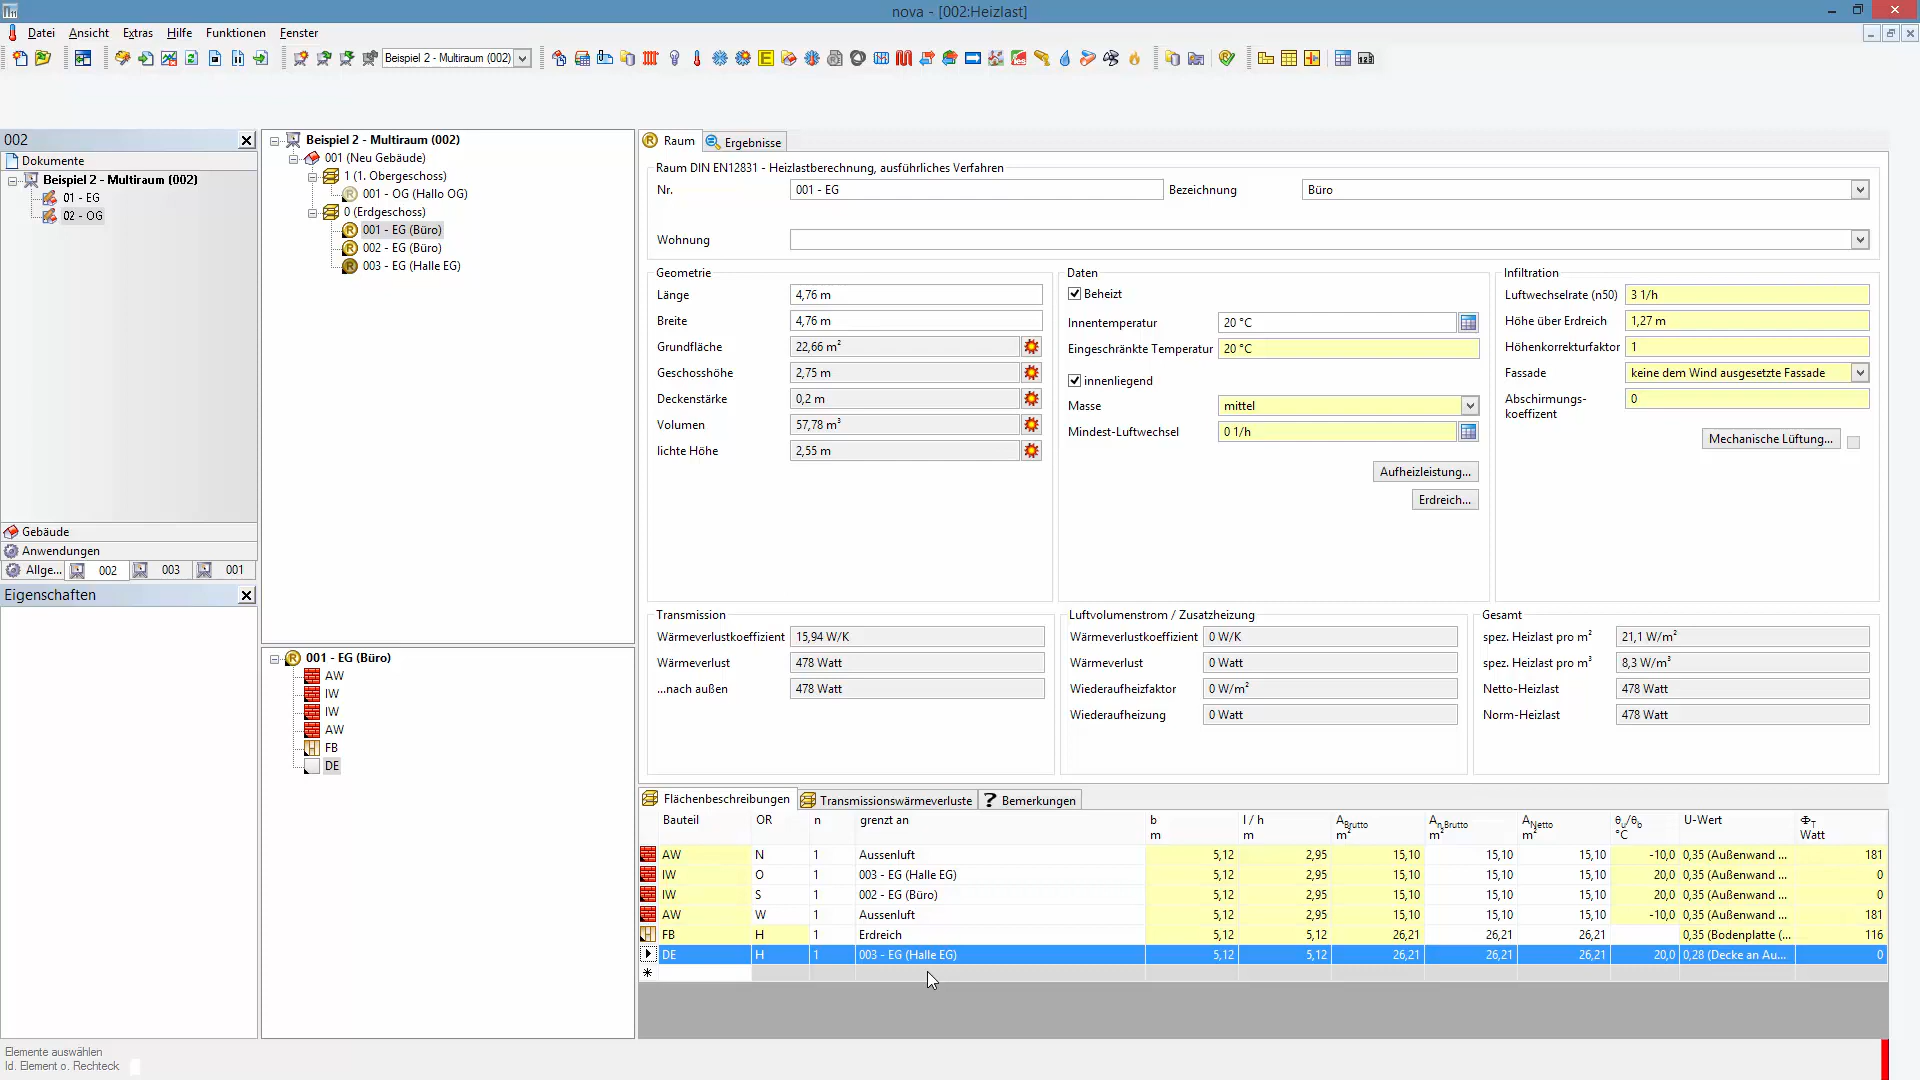 nova - [002:Heizlast]
Datei Ansicht Extras Hilfe Funktionen Fenster
Beispiel 2 - Multiraum (002)
002
Dokumente
Beispiel 2 - Multiraum (002)
01 - EG
02 - OG
Gebäude
Anwendungen
Allge... 002 003 001
Eigenschaften
Beispiel 2 - Multiraum (002)
001 (Neu Gebäude)
1 (1. Obergeschoss)
001 - OG (Hallo OG)
0 (Erdgeschoss)
001 - EG (Büro)
002 - EG (Büro)
003 - EG (Halle EG)
001 - EG (Büro)
AW
IW
IW
AW
FB
DE
Raum Ergebnisse
Raum DIN EN12831 - Heizlastberechnung, ausführliches Verfahren
Nr. 001 - EG Bezeichnung Büro
Wohnung
Geometrie
Länge 4,76 m
Breite 4,76 m
Grundfläche 22,66 m²
Geschosshöhe 2,75 m
Deckenstärke 0,2 m
Volumen 57,78 m³
lichte Höhe 2,55 m
Daten
Beheizt
Innentemperatur 20 °C
Eingeschränkte Temperatur 20 °C
innenliegend
Masse mittel
Mindest-Luftwechsel 0 1/h
Aufheizleistung...
Erdreich...
Infiltration
Luftwechselrate (n50) 3 1/h
Höhe über Erdreich 1,27 m
Höhenkorrekturfaktor 1
Fassade keine dem Wind ausgesetzte Fassade
Abschirmungs-
koeffizent 0
Mechanische Lüftung...
Transmission
Wärmeverlustkoeffizient 15,94 W/K
Wärmeverlust 478 Watt
...nach außen 478 Watt
Luftvolumenstrom / Zusatzheizung
Wärmeverlustkoeffizient 0 W/K
Wärmeverlust 0 Watt
Wiederaufheizfaktor 0 W/m²
Wiederaufheizung 0 Watt
Gesamt
spez. Heizlast pro m² 21,1 W/m²
spez. Heizlast pro m³ 8,3 W/m³
Netto-Heizlast 478 Watt
Norm-Heizlast 478 Watt
Flächenbeschreibungen Transmissionswärmeverluste ? Bemerkungen
Bauteil OR n grenzt an b l / h A Brutto A n,Brutto A Netto θu/θb U-Wert Φ T
m m m² m² m² °C Watt
AW N 1 Aussenluft 5,12 2,95 15,10 15,10 15,10 -10,0 0,35 (Außenwand ... 181
IW O 1 003 - EG (Halle EG) 5,12 2,95 15,10 15,10 15,10 20,0 0,35 (Außenwand ... 0
IW S 1 002 - EG (Büro) 5,12 2,95 15,10 15,10 15,10 20,0 0,35 (Außenwand ... 0
AW W 1 Aussenluft 5,12 2,95 15,10 15,10 15,10 -10,0 0,35 (Außenwand ... 181
FB H 1 Erdreich 5,12 5,12 26,21 26,21 26,21 0,35 (Bodenplatte (... 116
DE H 1 003 - EG (Halle EG) 5,12 5,12 26,21 26,21 26,21 20,0 0,28 (Decke an Au... 0
Elemente auswählen
Id. Element o. Rechteck